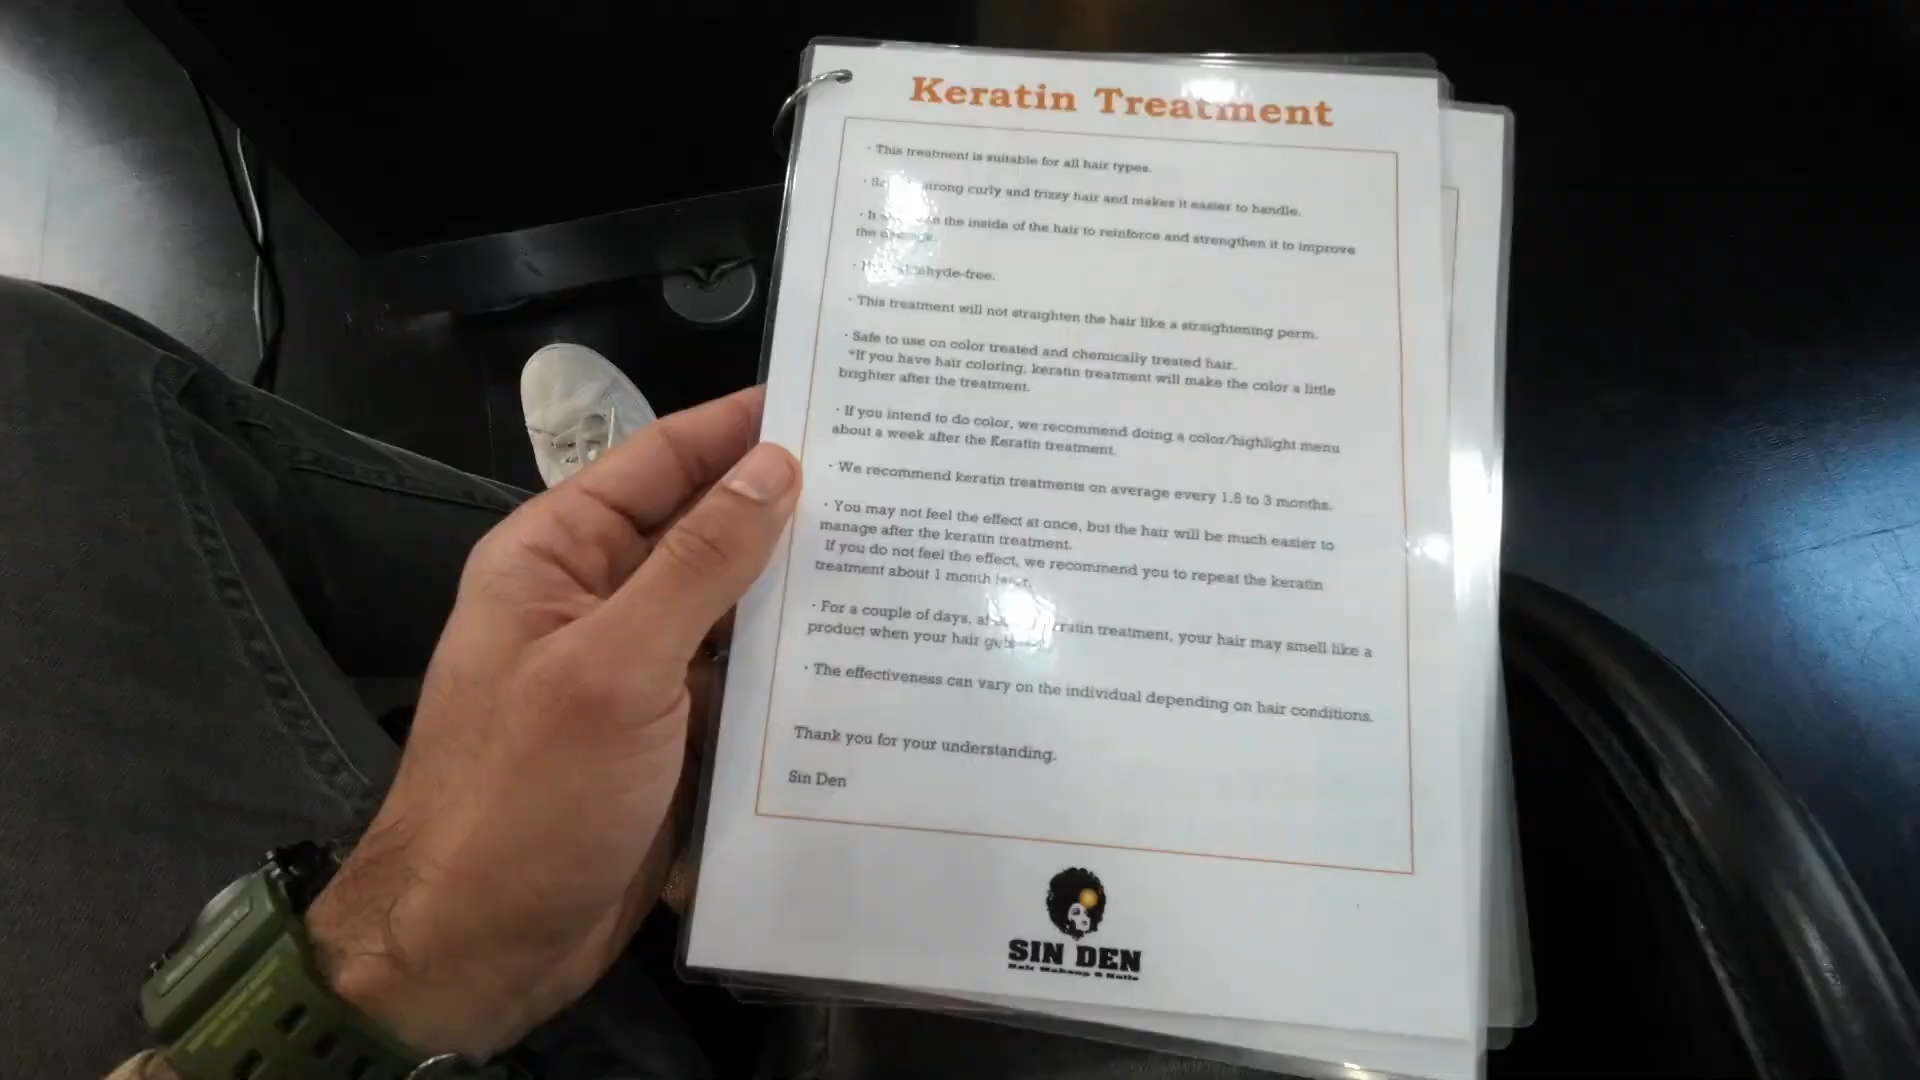 Keratin Treatment
· This treatment is suitable for all hair types.
· strong curly and frizzy hair and makes it easier to handle.
· It the inside of the hair to reinforce and strengthen it to improve
the
-free.
· This treatment will not straighten the hair like a straightening perm.
· Safe to use on color treated and chemically treated hair.
*If you have hair coloring, keratin treatment will make the color a little
brighter after the treatment.
· If you intend to do color, we recommend doing a color/highlight menu
about a week after the Keratin treatment.
· We recommend keratin treatments on average every 1.5 to 3 months.
· You may not feel the effect at once, but the hair will be much easier to
manage after the keratin treatment.
If you do not feel the effect, we recommend you to repeat the keratin
treatment about 1 month later.
· For a couple of days, treatment, your hair may smell like a
product when your hair
· The effectiveness can vary on the individual depending on hair conditions.
Thank you for your understanding.
Sin Den
SIN DEN
Hair Makeup & Nails